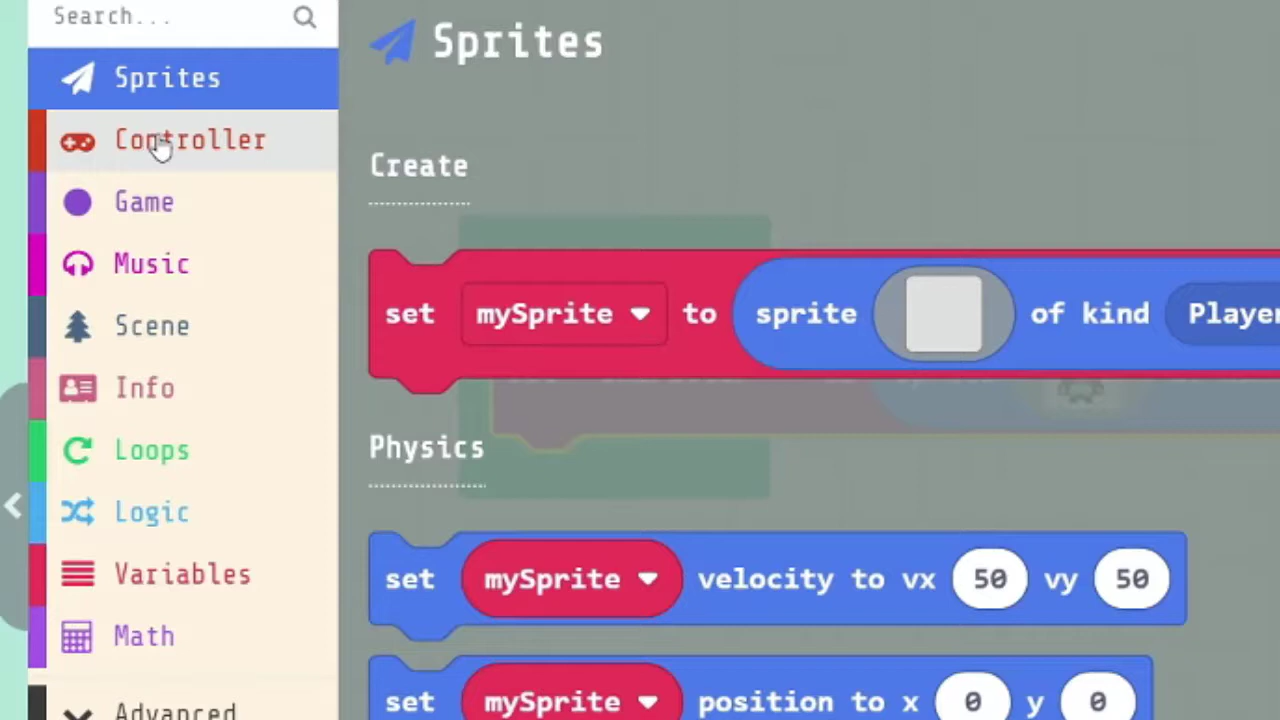 Search...
Sprites
Controller
Game
Music
Scene
Info
Loops
Logic
Variables
Math
Advanced
Sprites
Create
set mySprite to sprite of kind Player
Physics
set mySprite velocity to vx 50 vy 50
set mySprite position to x 0 y 0